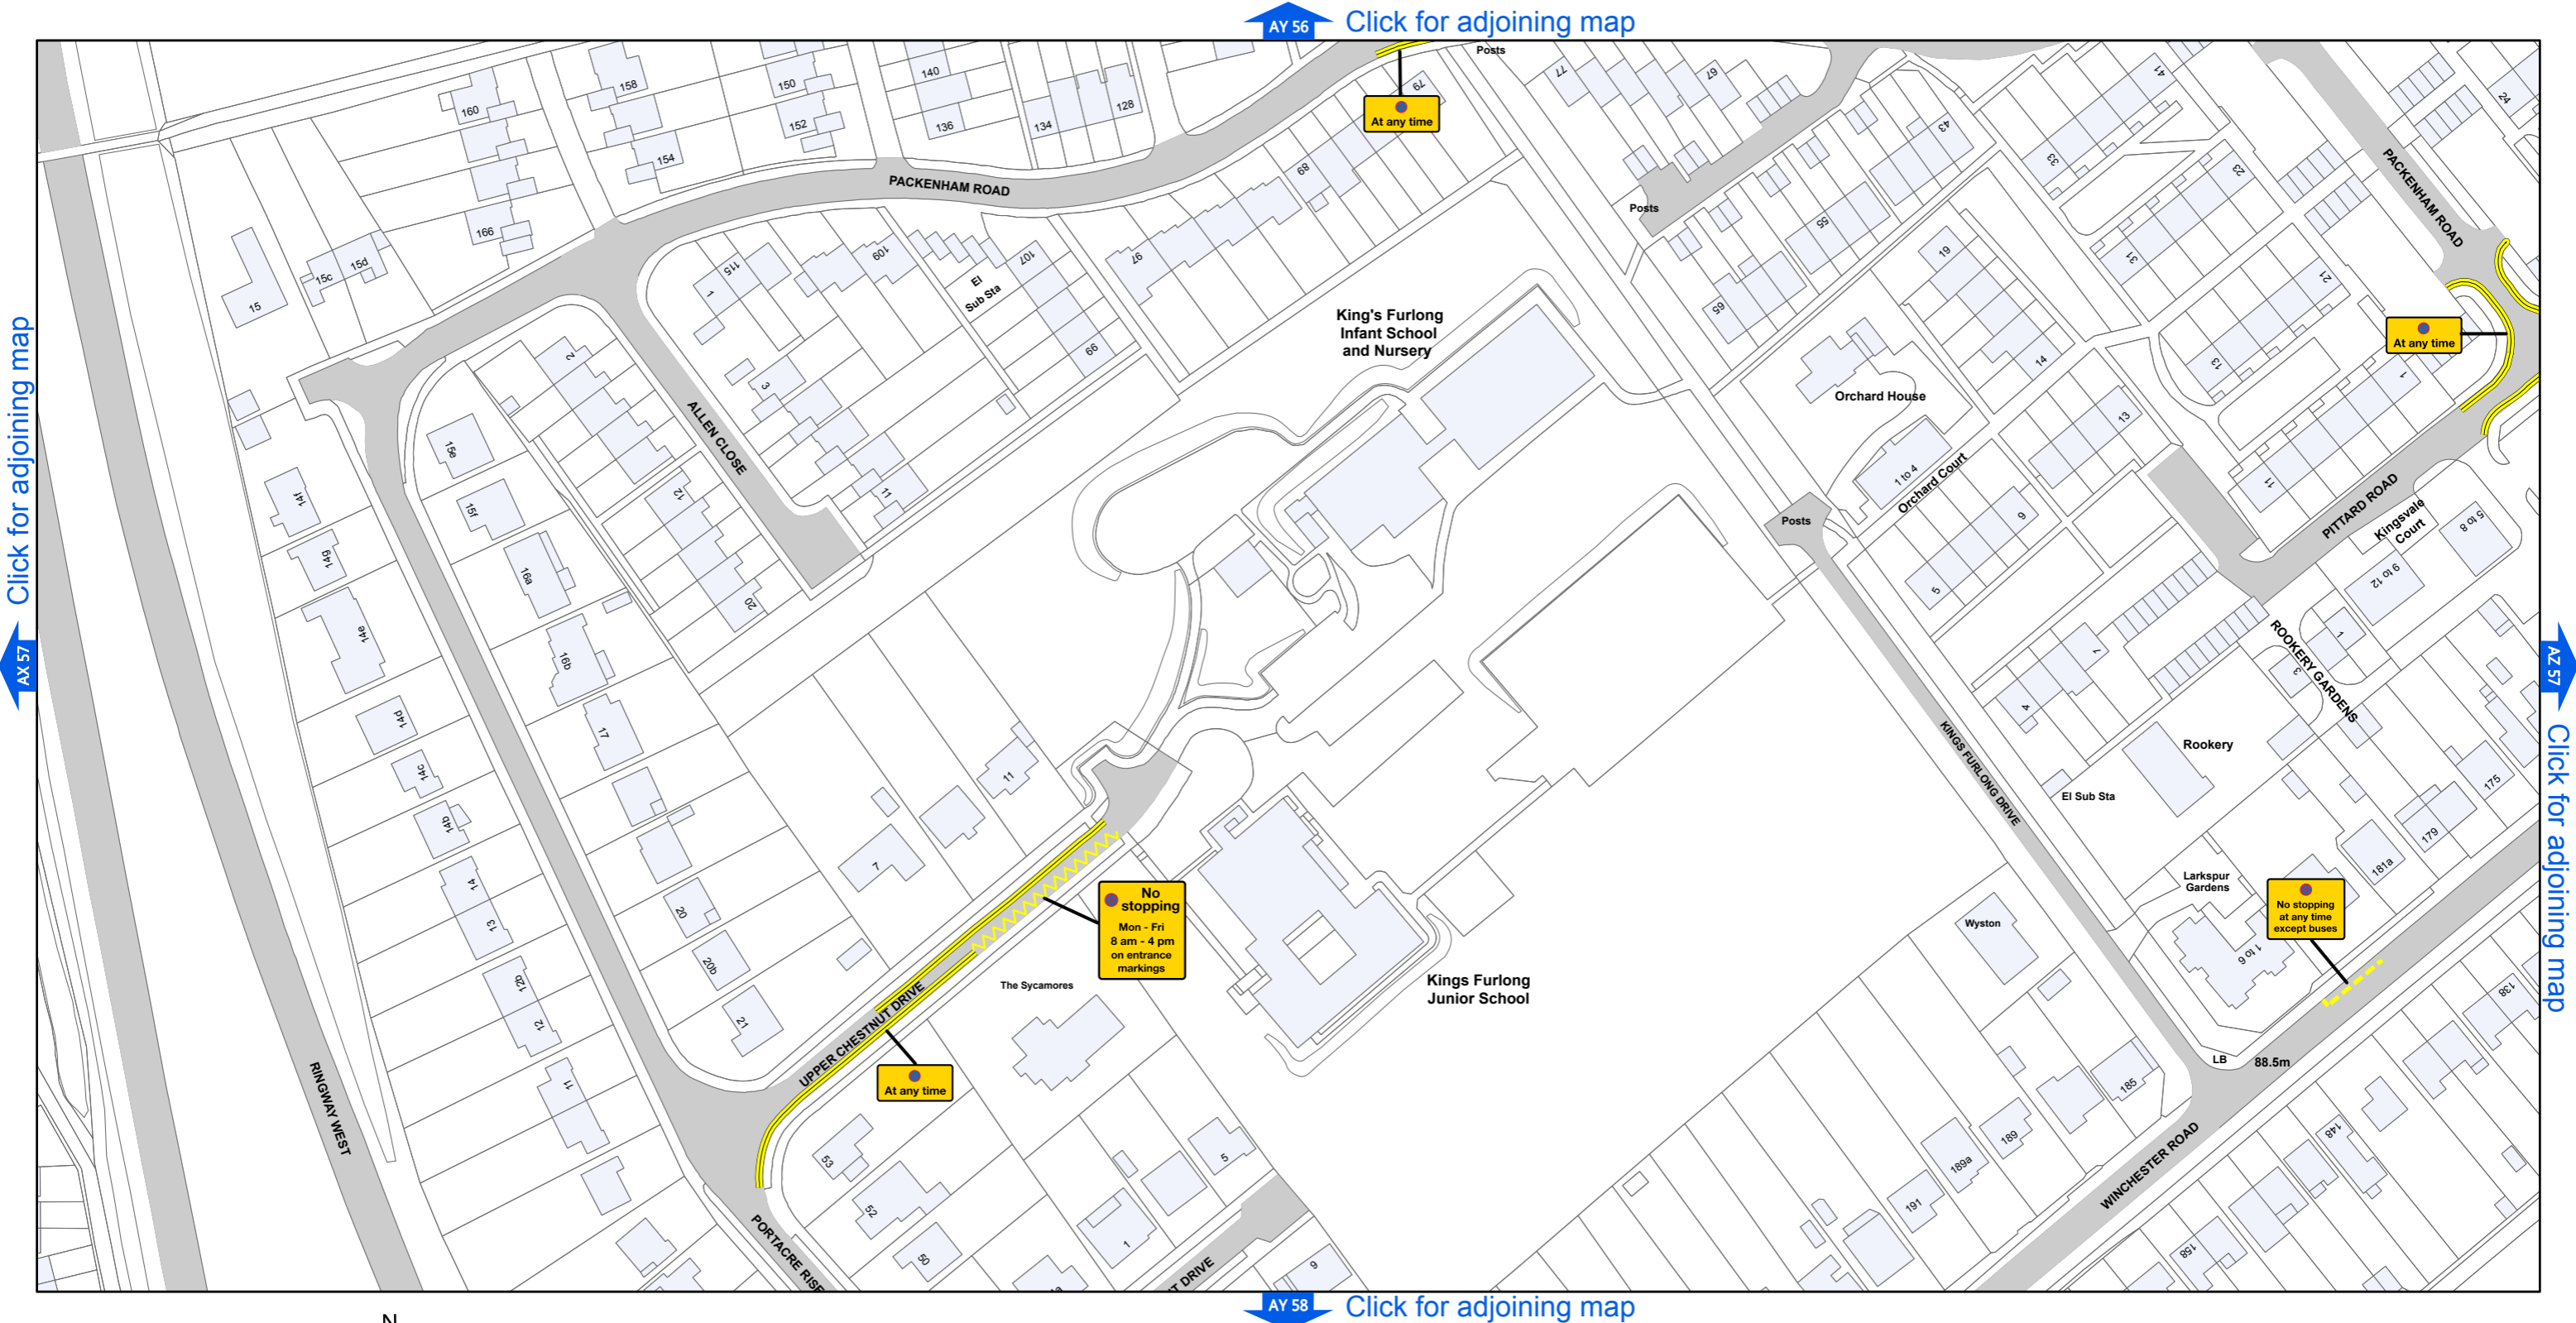 AY 56
Click for adjoining map
Posts
160
158
150
140
152
136
134
128
154
166
79
At any time
77
67
89
43
41
33
24
23
31
55
65
Posts
PACKENHAM ROAD
PACKENHAM ROAD
15
15c
15d
115
1
109
107
El
Sub Sta
97
99
King's Furlong
Infant School
and Nursery
61
14
21
13
1
11
At any time
Orchard House
1 to 4
Orchard Court
13
6
5
Posts
PITTARD ROAD
Kingsvale
Court
5 to 8
9 to 12
Click for adjoining map
AX 57
2
3
11
12
20
ALLEN CLOSE
15e
15f
14f
14g
16a
14e
16b
17
14d
14c
14b
14
13
20
20b
21
12b
12
11
7
11
7
4
ROOKERY GARDENS
1
3
Rookery
El Sub Sta
KINGS FURLONG DRIVE
175
179
181a
AZ 57
Click for adjoining map
Larkspur
Gardens
1 to 6
No stopping
at any time
except buses
No
stopping
Mon - Fri
8 am - 4 pm
on entrance
markings
The Sycamores
Kings Furlong
Junior School
Wyston
138
LB
88.5m
UPPER CHESTNUT DRIVE
At any time
RINGWAY WEST
PORTACRE RISE
53
52
50
5
1
9
T DRIVE
185
189
189a
191
148
158
WINCHESTER ROAD
AY 58
Click for adjoining map
N